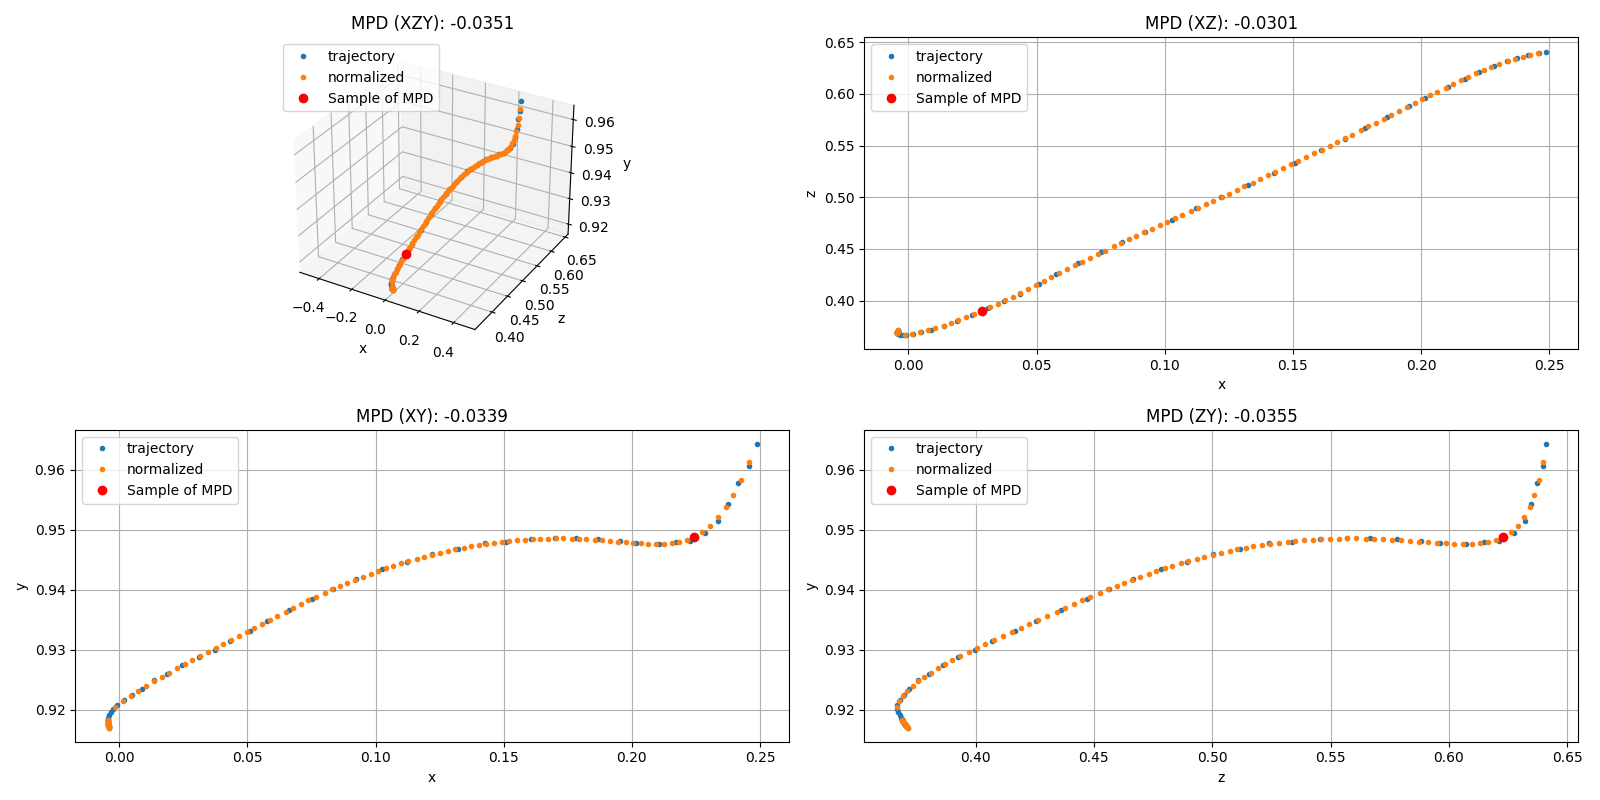 MPD (XZY): -0.0351
trajectory
normalized
Sample of MPD
0.96
0.95
y
0.94
0.93
0.92
0.65
0.60
0.55
0.50
z
0.45
0.40
−0.4
−0.2
0.0
0.2
0.4
x
MPD (XZ): -0.0301
trajectory
normalized
Sample of MPD
0.65
0.60
0.55
z
0.50
0.45
0.40
0.00 0.05 0.10 0.15 0.20 0.25
x
MPD (XY): -0.0339
trajectory
normalized
Sample of MPD
0.96
0.95
y
0.94
0.93
0.92
0.00 0.05 0.10 0.15 0.20 0.25
x
MPD (ZY): -0.0355
trajectory
normalized
Sample of MPD
0.96
0.95
y
0.94
0.93
0.92
0.40 0.45 0.50 0.55 0.60 0.65
z